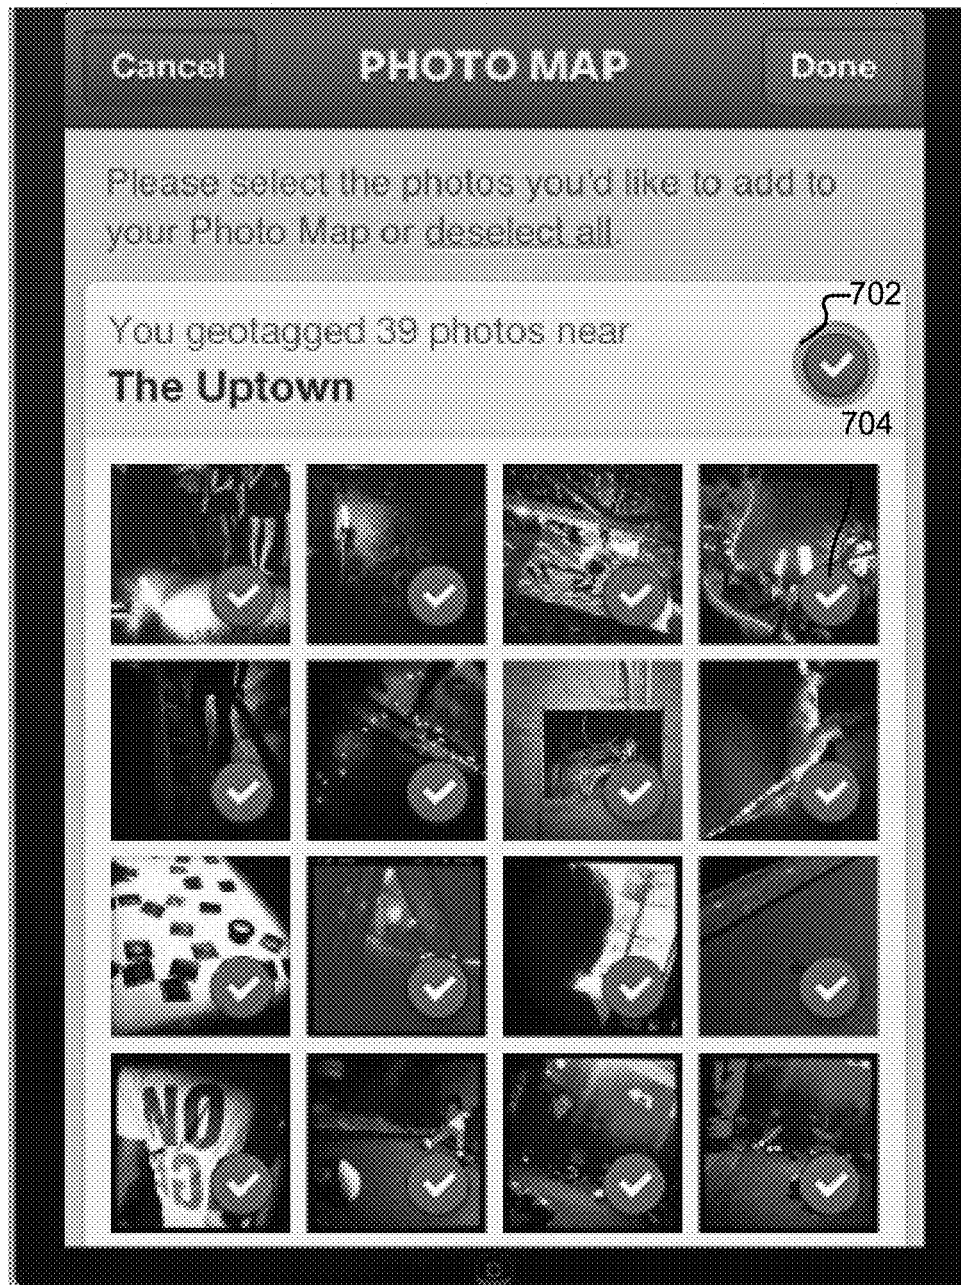 Cancel PHOTO MAP Done
Please select the photos you'd like to add to
your Photo Map or deselect all.
702
You geotagged 39 photos near
The Uptown
704